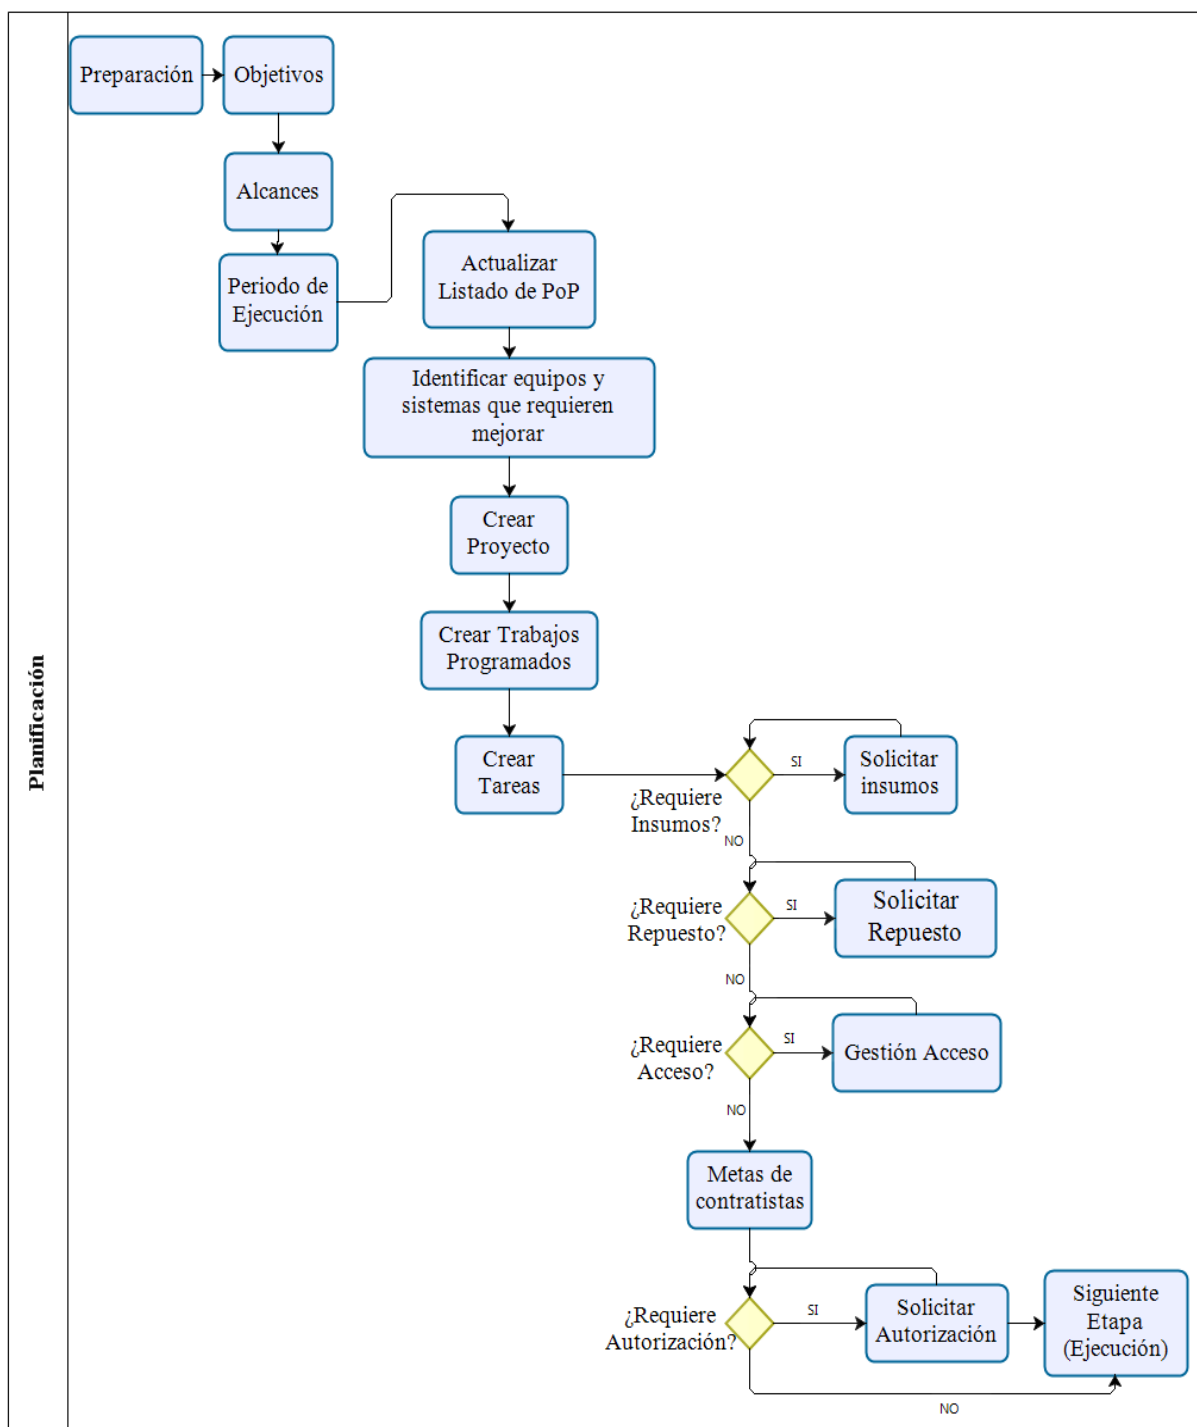 Planificación
Preparación
Objetivos
Alcances
Periodo de
Ejecución
Actualizar
Listado de PoP
Identificar equipos y
sistemas que requieren
mejorar
Crear
Proyecto
Crear Trabajos
Programados
Crear
Tareas
¿Requiere
Insumos?
SI
Solicitar
insumos
NO
¿Requiere
Repuesto?
SI
Solicitar
Repuesto
NO
¿Requiere
Acceso?
SI
Gestión Acceso
NO
Metas de
contratistas
¿Requiere
Autorización?
SI
Solicitar
Autorización
Siguiente
Etapa
(Ejecución)
NO